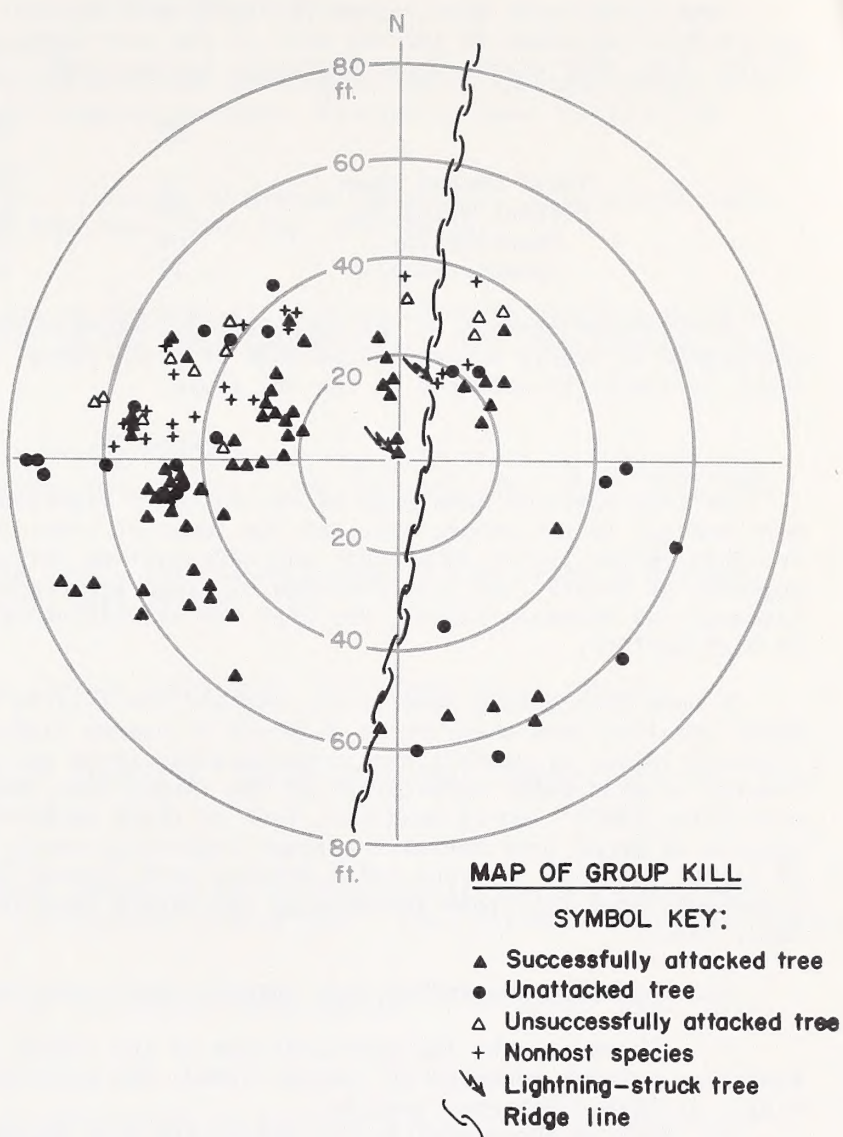 N
80
ft.
60
40
20
20
40
60
80
ft.
MAP OF GROUP KILL
SYMBOL KEY:
Successfully attacked tree
Unattacked tree
Unsuccessfully attacked tree
Nonhost species
Lightning-struck tree
Ridge line